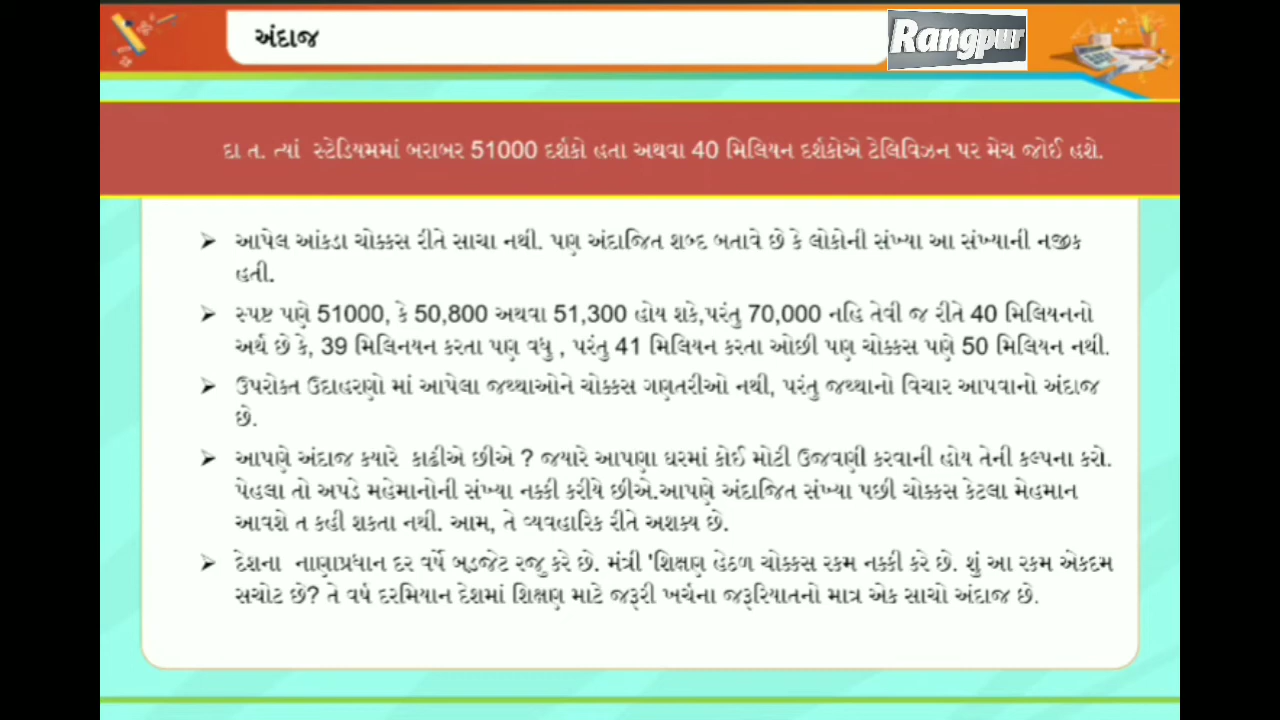 અંદાજ
Rangpur
દા ત. ત્યાં સ્ટેડિયમમાં બરાબર 51000 દર્શકો હતા અથવા 40 મિલિયન દર્શકોએ ટેલિવિઝન પર મેચ જોઈ હશે.
➢ આપેલ આંકડા ચોક્કસ રીતે સાચા નથી. પણ અંદાજિત શબ્દ બતાવે છે કે લોકોની સંખ્યા આ સંખ્યાની નજીક
હતી.
➢ સ્પષ્ટ પણે 51000, કે 50,800 અથવા 51,300 હોય શકે,પરંતુ 70,000 નહિ તેવી જ રીતે 40 મિલિયનનો
અર્થ છે કે, 39 મિલિનયન કરતા પણ વધુ , પરંતુ 41 મિલિયન કરતા ઓછી પણ ચોક્કસ પણે 50 મિલિયન નથી.
➢ ઉપરોક્ત ઉદાહરણો માં આપેલા જથ્થાઓને ચોક્કસ ગણતરીઓ નથી, પરંતુ જથ્થાનો વિચાર આપવાનો અંદાજ
છે.
➢ આપણે અંદાજ કયારે કાઢીએ છીએ ? જયારે આપણા ઘરમાં કોઈ મોટી ઉજવણી કરવાની હોય તેની કલ્પના કરો.
પેહલા તો અપડે મહેમાનોની સંખ્યા નક્કી કરીયે છીએ.આપણે અંદાજિત સંખ્યા પછી ચોક્કસ કેટલા મેહમાન
આવશે ત કહી શકતા નથી. આમ, તે વ્યવહારિક રીતે અશક્ય છે.
➢ દેશના નાણાપ્રધાન દર વર્ષે બડ્જેટ રજુ કરે છે. મંત્રી 'શિક્ષણ હેઠળ ચોક્કસ રકમ નક્કી કરે છે. શું આ રકમ એકદમ
સચોટ છે? તે વર્ષ દરમિયાન દેશમાં શિક્ષણ માટે જરૂરી ખર્ચના જરૂરિયાતનો માત્ર એક સાચો અંદાજ છે.